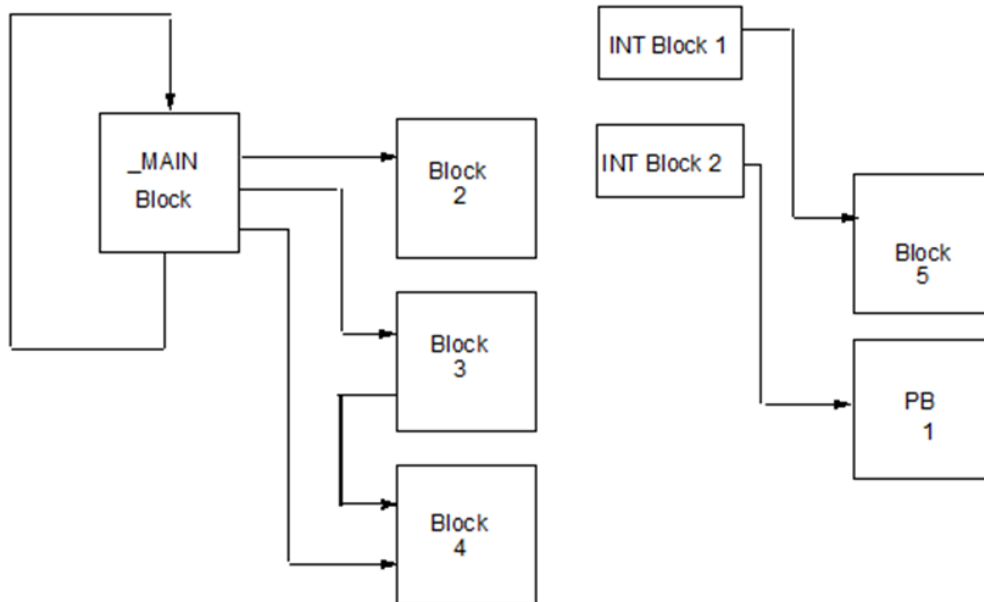 _MAIN
Block
Block
2
Block
3
Block
4
INT Block 1
INT Block 2
Block
5
PB
1